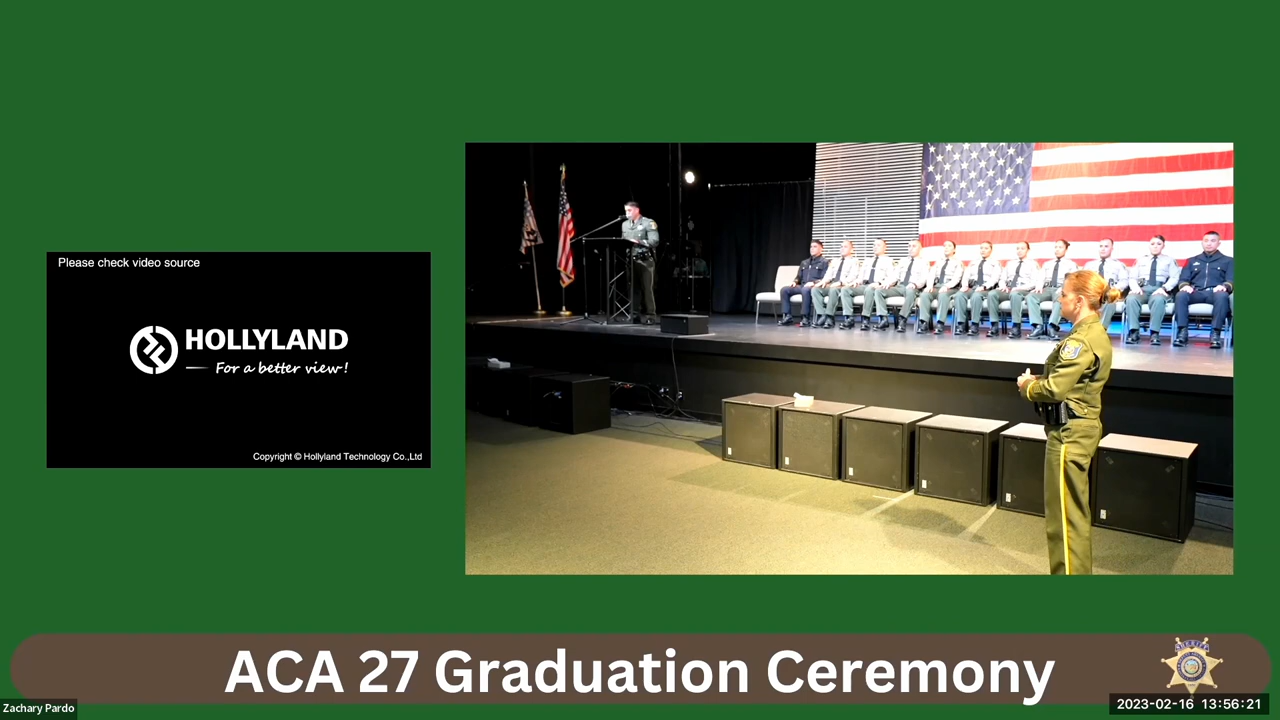 Please check video source
HOLLYLAND
For a better view!
Copyright © Hollyland Technology Co.,Ltd
ACA 27 Graduation Ceremony
SHERIFF
Zachary Pardo
2023-02-16 13:56:21